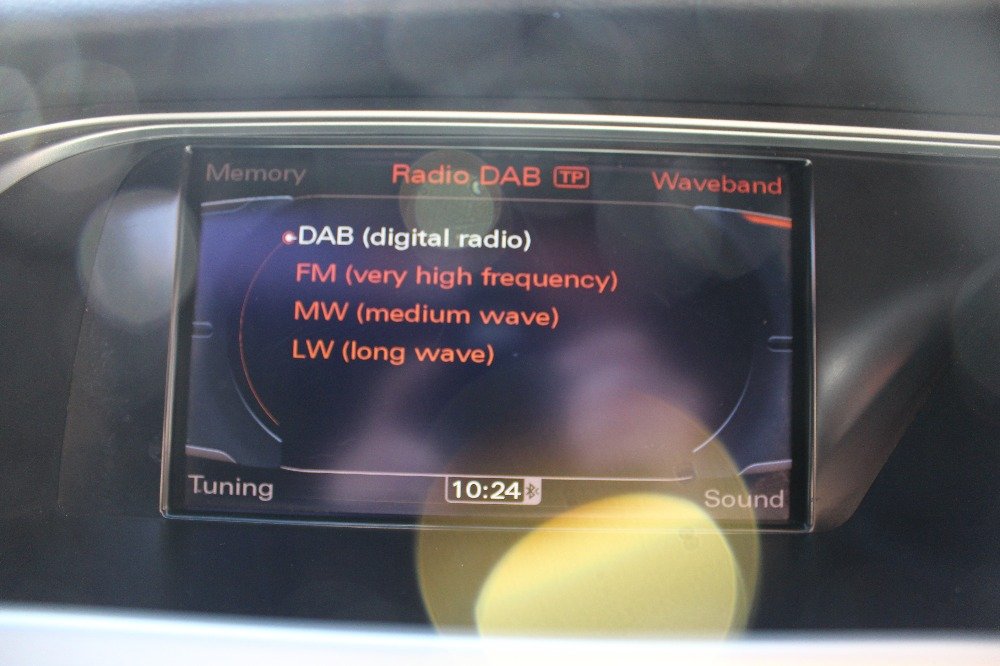 Memory Radio DAB TP Waveband
DAB (digital radio)
FM (very high frequency)
MW (medium wave)
LW (long wave)
Tuning 10:24 Sound